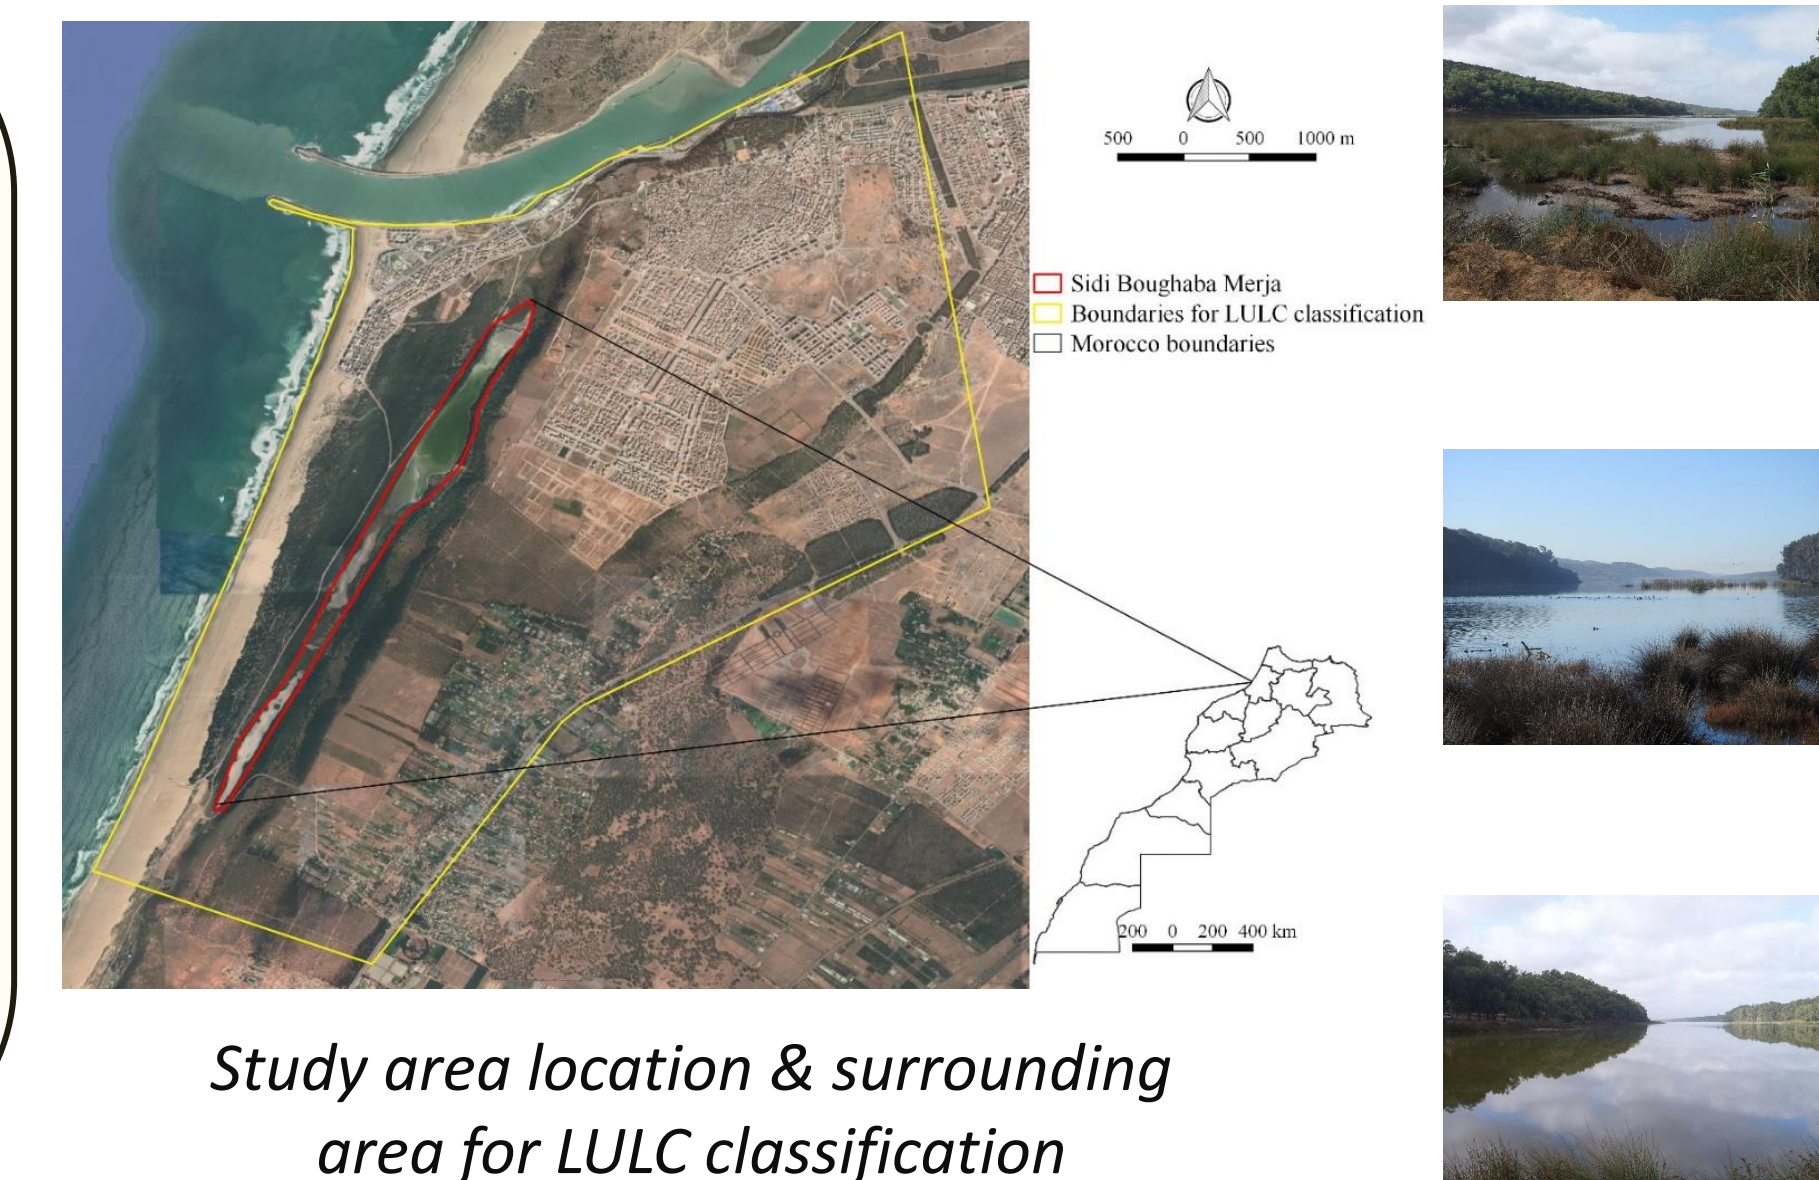 500 0 500 1000 m
Sidi Boughaba Merja
Boundaries for LULC classification
Morocco boundaries
200 0 200 400 km
Study area location & surrounding
area for LULC classification